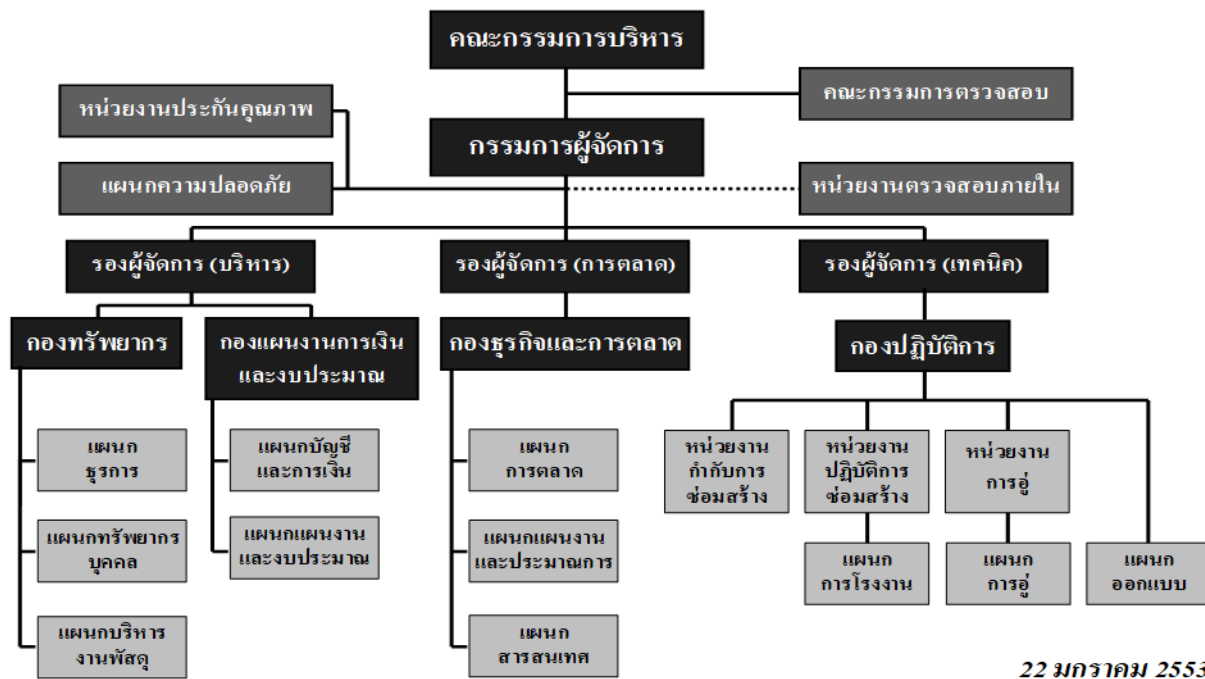 คณะกรรมการบริหาร
หน่วยงานประกันคุณภาพ
คณะกรรมการตรวจสอบ
กรรมการผู้จัดการ
แผนกความปลอดภัย
หน่วยงานตรวจสอบภายใน
รองผู้จัดการ (บริหาร)
รองผู้จัดการ (การตลาด)
รองผู้จัดการ (เทคนิค)
กองทรัพยากร
กองแผนงานการเงิน
และงบประมาณ
กองธุรกิจและการตลาด
กองปฏิบัติการ
แผนก
ธุรการ
แผนกบัญชี
และการเงิน
แผนก
การตลาด
หน่วยงาน
กำกับการ
ซ่อมสร้าง
หน่วยงาน
ปฏิบัติการ
ซ่อมสร้าง
หน่วยงาน
การอู่
แผนกทรัพยากร
บุคคล
แผนกแผนงาน
และงบประมาณ
แผนกแผนงาน
และประมาณการ
แผนก
การโรงงาน
แผนก
การอู่
แผนก
ออกแบบ
แผนกบริหาร
งานพัสดุ
แผนก
สารสนเทศ
22 มกราคม 2553